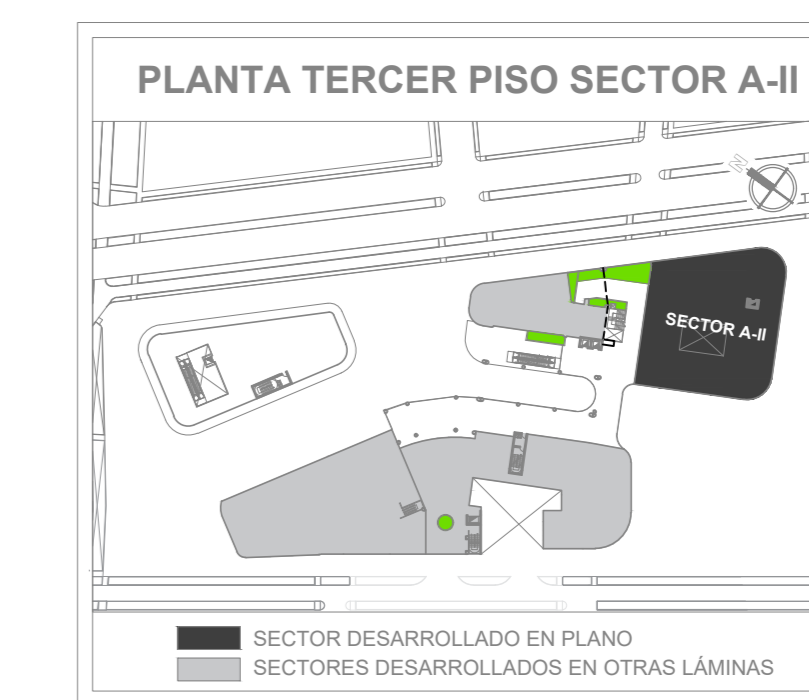 PLANTA TERCER PISO SECTOR A-II
N
SECTOR A-II
SECTOR DESARROLLADO EN PLANO
SECTORES DESARROLLADOS EN OTRAS LÁMINAS